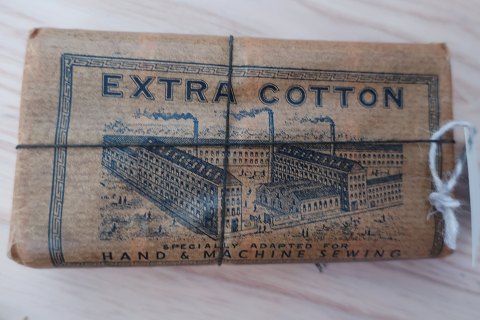 EXTRA COTTON
SPECIALLY ADAPTED FOR
HAND & MACHINE SEWING